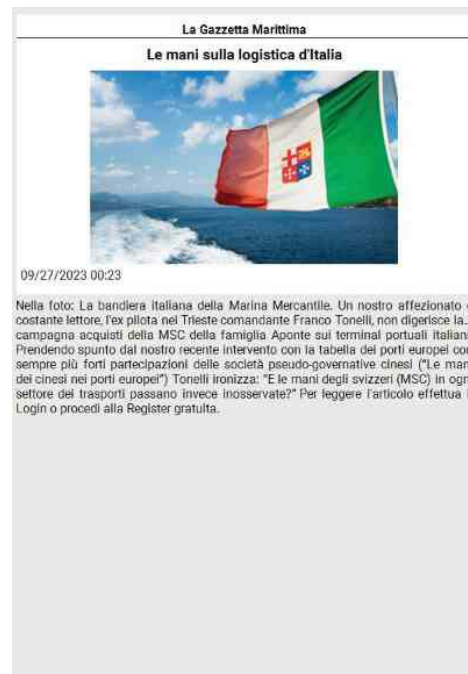 La Gazzetta Marittima
Le mani sulla logistica d'Italia
09/27/2023 00:23
Nella foto: La bandiera italiana della Marina Mercantile. Un nostro affezionato
costante lettore, l'ex pilota nel Trieste comandante Franco Tonelli, non digerisce la...
campagna acquisti della MSC della famiglia Aponte sui terminal portuali italiani
Prendendo spunto dal nostro recente intervento con la tabella dei porti europei con
sempre più forti partecipazioni delle società pseudo-governative cinesi ("Le man
dei cinesi nei porti europei") Tonelli ironizza: "E le mani degli svizzeri (MSC) in ogn
settore dei trasporti passano invece inosservate?" Per leggere l'articolo effettua i
Login o procedi alla Register gratuita.